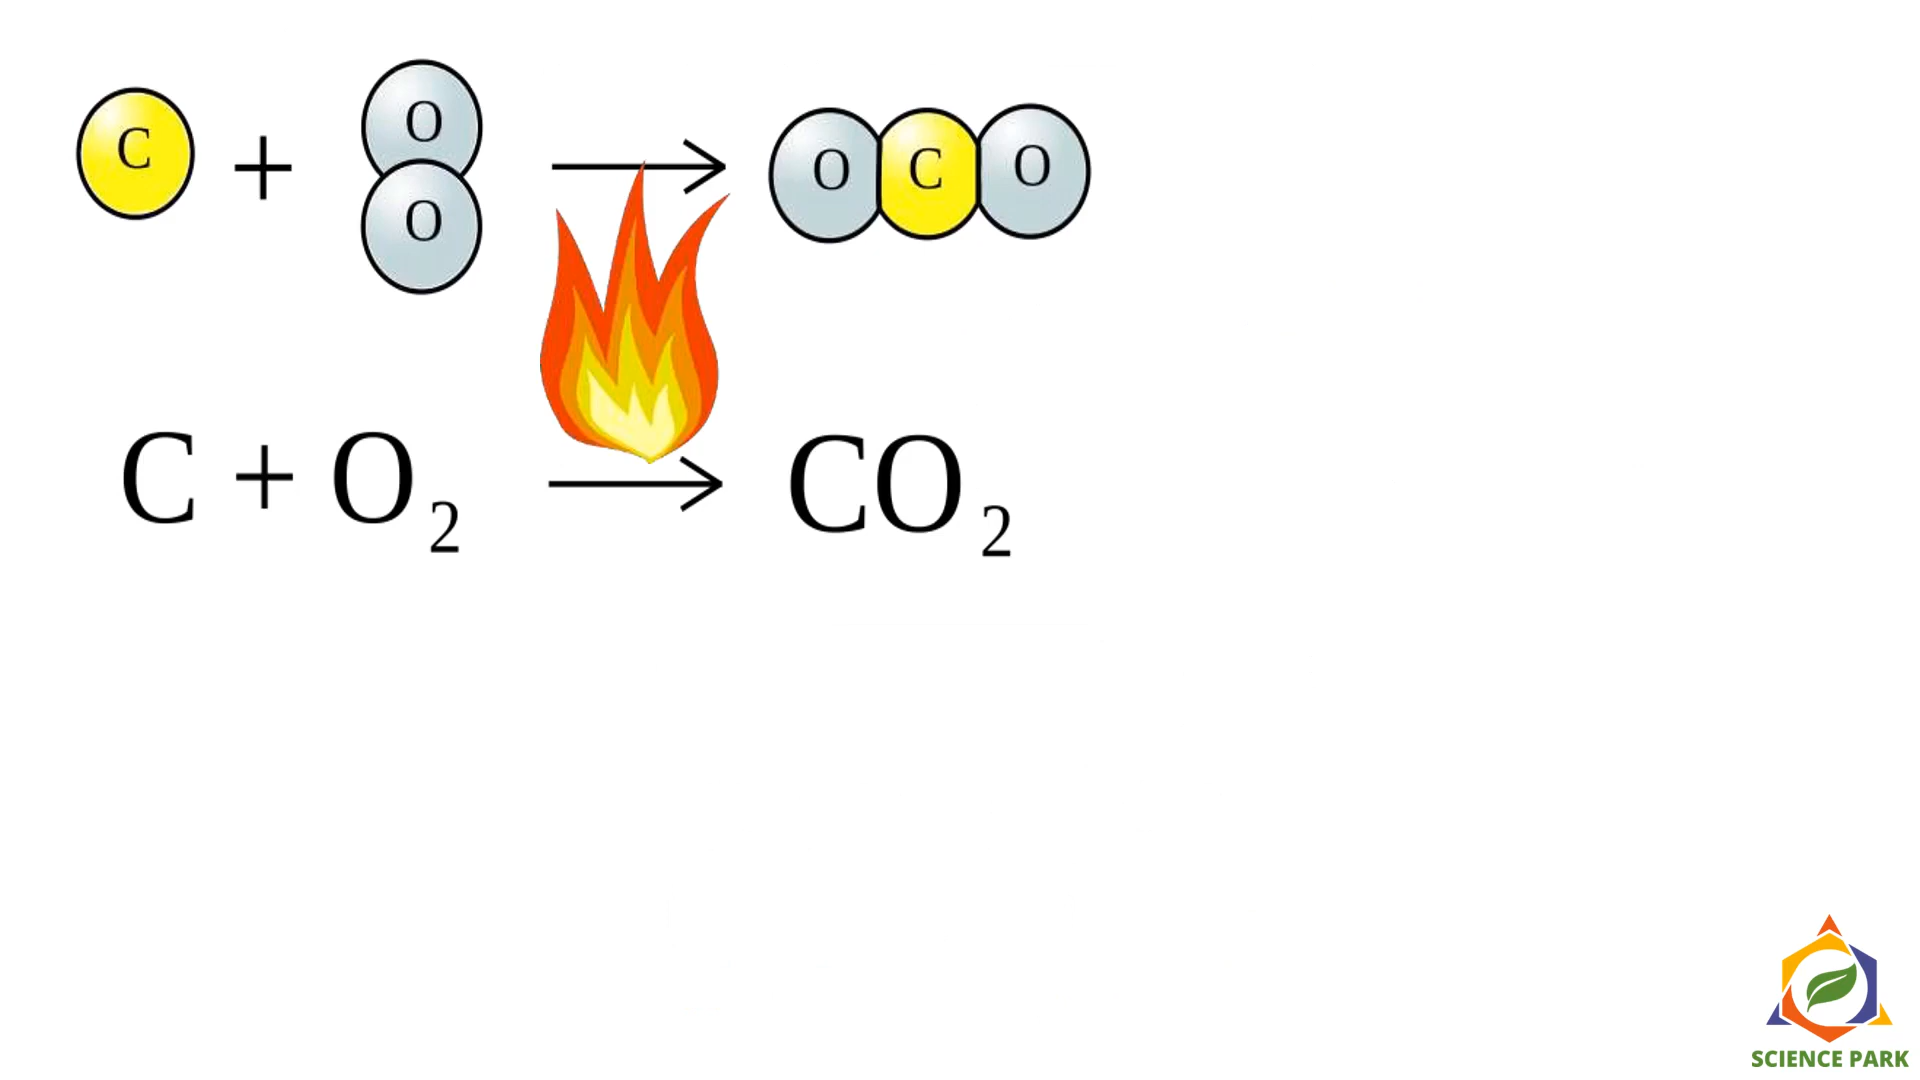 C + O O → O C O
C + O₂ → CO₂
SCIENCE PARK